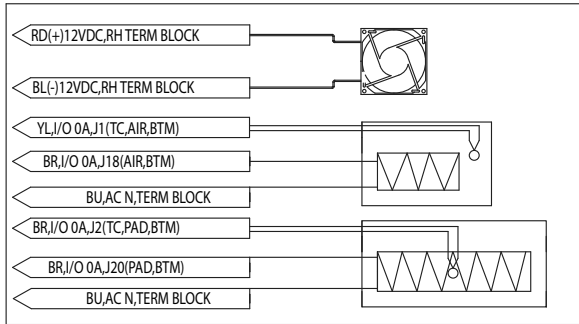 RD(+)12VDC,RH TERM BLOCK
BL(-)12VDC,RH TERM BLOCK
YL,I/O 0A,J1(TC,AIR,BTM)
BR,I/O 0A,J18(AIR,BTM)
BU,AC N,TERM BLOCK
BR,I/O 0A,J2(TC,PAD,BTM)
BR,I/O 0A,J20(PAD,BTM)
BU,AC N,TERM BLOCK